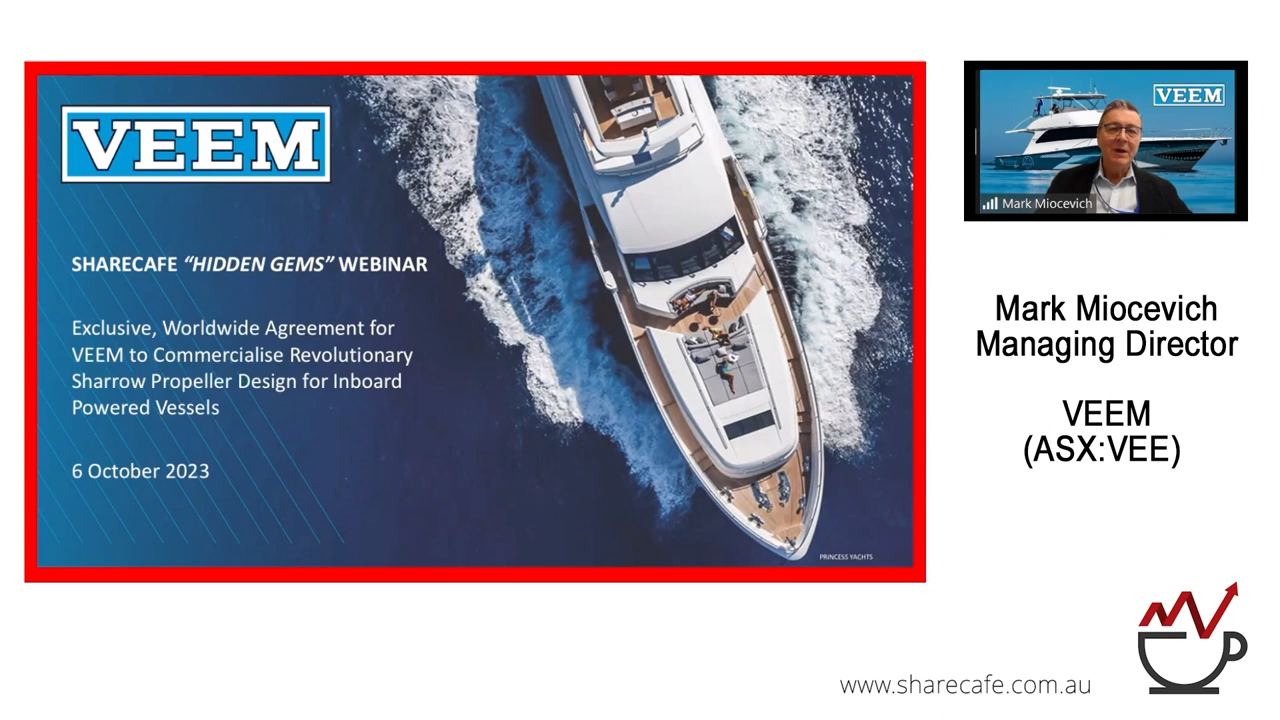 VEEM
SHARECAFE “HIDDEN GEMS” WEBINAR
Exclusive, Worldwide Agreement for
VEEM to Commercialise Revolutionary
Sharrow Propeller Design for Inboard
Powered Vessels
6 October 2023
PRINCESS YACHTS
VEEM
Mark Miocevich
Mark Miocevich
Managing Director
VEEM
(ASX:VEE)
www.sharecafe.com.au